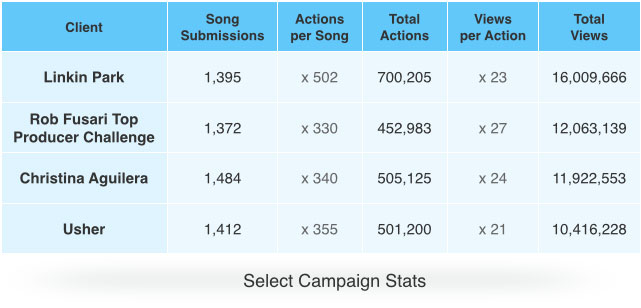 Client Song Submissions Actions per Song Total Actions Views per Action Total Views
Linkin Park 1,395 x 502 700,205 x 23 16,009,666
Rob Fusari Top Producer Challenge 1,372 x 330 452,983 x 27 12,063,139
Christina Aguilera 1,484 x 340 505,125 x 24 11,922,553
Usher 1,412 x 355 501,200 x 21 10,416,228
Select Campaign Stats